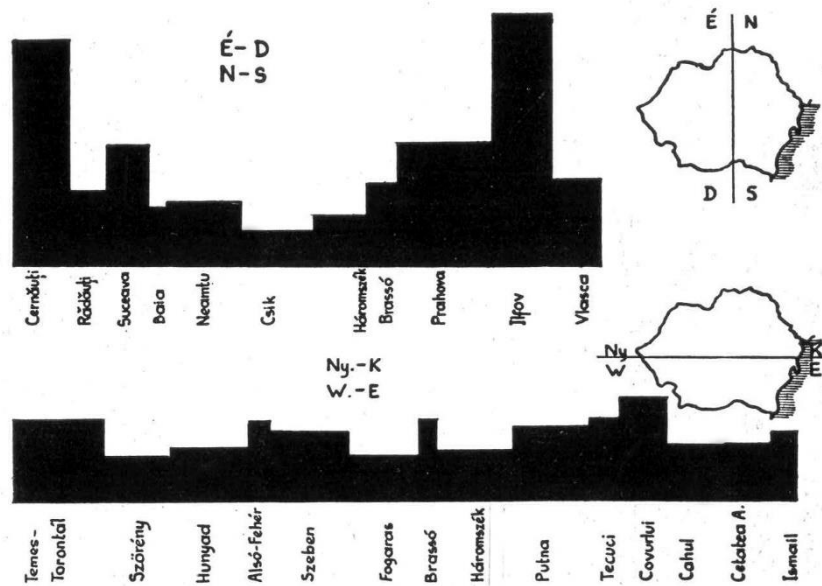 É-D
N-S
É N
D S
Cernăuţi
Rădăuţi
Suceava
Baia
Neamtu
Csik
Háromszék
Brassó
Prahova
Ilfov
Vlasca
Ny.-K
W.-E
Ny K
W. E
Temes-
Torontál
Szörény
Hunyad
Alsó-Fehér
Szeben
Fogaras
Brassó
Háromszék
Putna
Tecuci
Covurlui
Cahul
Cetatea A.
Ismail